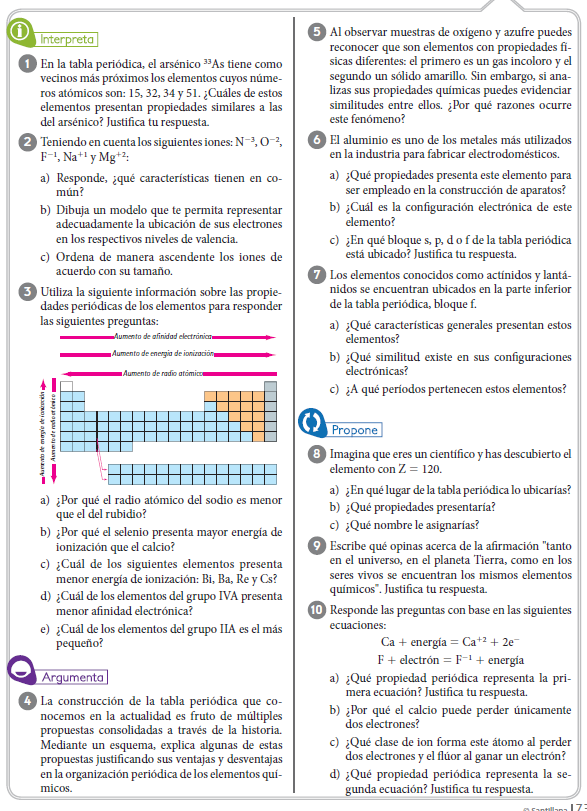 Interpreta
1 En la tabla periódica, el arsénico ³³As tiene como
vecinos más próximos los elementos cuyos núme-
ros atómicos son: 15, 32, 34 y 51. ¿Cuáles de estos
elementos presentan propiedades similares a las
del arsénico? Justifica tu respuesta.
2 Teniendo en cuenta los siguientes iones: N⁻³, O⁻²,
F⁻¹, Na⁺¹ y Mg⁺²:
a) Responde, ¿qué características tienen en co-
mún?
b) Dibuja un modelo que te permita representar
adecuadamente la ubicación de sus electrones
en los respectivos niveles de valencia.
c) Ordena de manera ascendente los iones de
acuerdo con su tamaño.
3 Utiliza la siguiente información sobre las propie-
dades periódicas de los elementos para responder
las siguientes preguntas:
Aumento de afinidad electrónica
Aumento de energía de ionización
Aumento de radio atómico
Aumento de energía de ionización
Aumento de radio atómico
a) ¿Por qué el radio atómico del sodio es menor
que el del rubidio?
b) ¿Por qué el selenio presenta mayor energía de
ionización que el calcio?
c) ¿Cuál de los siguientes elementos presenta
menor energía de ionización: Bi, Ba, Re y Cs?
d) ¿Cuál de los elementos del grupo IVA presenta
menor afinidad electrónica?
e) ¿Cuál de los elementos del grupo IIA es el más
pequeño?
Argumenta
4 La construcción de la tabla periódica que co-
nocemos en la actualidad es fruto de múltiples
propuestas consolidadas a través de la historia.
Mediante un esquema, explica algunas de estas
propuestas justificando sus ventajas y desventajas
en la organización periódica de los elementos quí-
micos.
5 Al observar muestras de oxígeno y azufre puedes
reconocer que son elementos con propiedades fí-
sicas diferentes: el primero es un gas incoloro y el
segundo un sólido amarillo. Sin embargo, si ana-
lizas sus propiedades químicas puedes evidenciar
similitudes entre ellos. ¿Por qué razones ocurre
este fenómeno?
6 El aluminio es uno de los metales más utilizados
en la industria para fabricar electrodomésticos.
a) ¿Qué propiedades presenta este elemento para
ser empleado en la construcción de aparatos?
b) ¿Cuál es la configuración electrónica de este
elemento?
c) ¿En qué bloque s, p, d o f de la tabla periódica
está ubicado? Justifica tu respuesta.
7 Los elementos conocidos como actínidos y lantá-
nidos se encuentran ubicados en la parte inferior
de la tabla periódica, bloque f.
a) ¿Qué características generales presentan estos
elementos?
b) ¿Qué similitud existe en sus configuraciones
electrónicas?
c) ¿A qué períodos pertenecen estos elementos?
Propone
8 Imagina que eres un científico y has descubierto el
elemento con Z = 120.
a) ¿En qué lugar de la tabla periódica lo ubicarías?
b) ¿Qué propiedades presentaría?
c) ¿Qué nombre le asignarías?
9 Escribe qué opinas acerca de la afirmación "tanto
en el universo, en el planeta Tierra, como en los
seres vivos se encuentran los mismos elementos
químicos". Justifica tu respuesta.
10 Responde las preguntas con base en las siguientes
ecuaciones:
Ca + energía = Ca⁺² + 2e⁻
F + electrón = F⁻¹ + energía
a) ¿Qué propiedad periódica representa la pri-
mera ecuación? Justifica tu respuesta.
b) ¿Por qué el calcio puede perder únicamente
dos electrones?
c) ¿Qué clase de ion forma este átomo al perder
dos electrones y el flúor al ganar un electrón?
d) ¿Qué propiedad periódica representa la se-
gunda ecuación? Justifica tu respuesta.
© Santillana